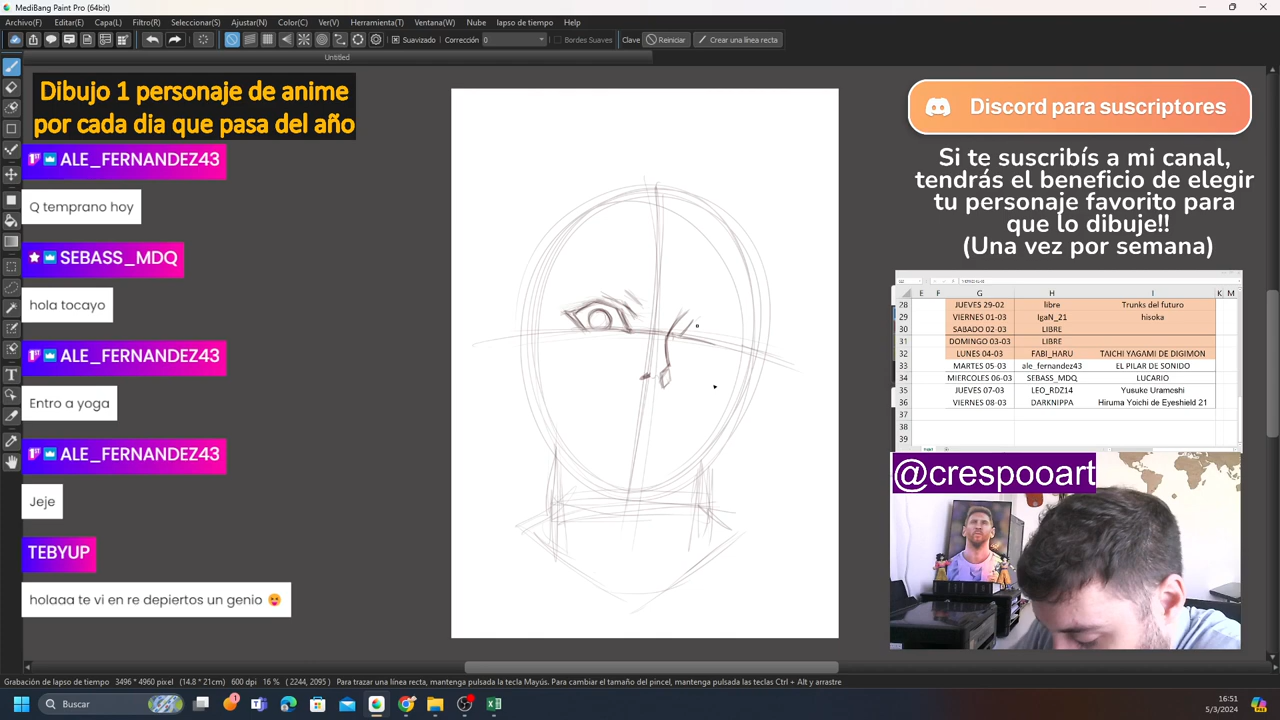 MediBang Paint Pro (64bit)
Archivo(F) Editar(E) Capa(L) Filtro(R) Seleccionar(S) Ajustar(N) Color(C) Ver(V) Herramienta(T) Ventana(W) Nube lapso de tiempo Help
Suavizado Corrección 0 Bordes Suaves Clave Reiniciar Crear una línea recta
Untitled
Dibujo 1 personaje de anime
por cada dia que pasa del año
ALE_FERNANDEZ43
Q temprano hoy
SEBASS_MDQ
hola tocayo
ALE_FERNANDEZ43
Entro a yoga
ALE_FERNANDEZ43
Jeje
TEBYUP
holaaa te vi en re depiertos un genio 😛
Discord para suscriptores
Si te suscribís a mi canal,
tendrás el beneficio de elegir
tu personaje favorito para
que lo dibuje!!
(Una vez por semana)
E F G H I K M
28 JUEVES 29-02 libre Trunks del futuro
29 VIERNES 01-03 IgaN_21 hisoka
30 SABADO 02-03 LIBRE
31 DOMINGO 03-03 LIBRE
32 LUNES 04-03 FABI_HARU TAICHI YAGAMI DE DIGIMON
33 MARTES 05-03 ale_fernandez43 EL PILAR DE SONIDO
34 MIERCOLES 06-03 SEBASS_MDQ LUCARIO
35 JUEVES 07-03 LEO_RDZ14 Yusuke Urameshi
36 VIERNES 08-03 DARKNIPPA Hiruma Yoichi de Eyeshield 21
37
38
39
@crespooart
Grabación de lapso de tiempo 3496 * 4960 pixel (14.8 * 21cm) 600 dpi 16 % ( 2244, 2095 ) Para trazar una línea recta, mantenga pulsada la tecla Mayús. Para cambiar el tamaño del pincel, mantenga pulsadas las teclas Ctrl + Alt y arrastre
Buscar
16:51
5/3/2024